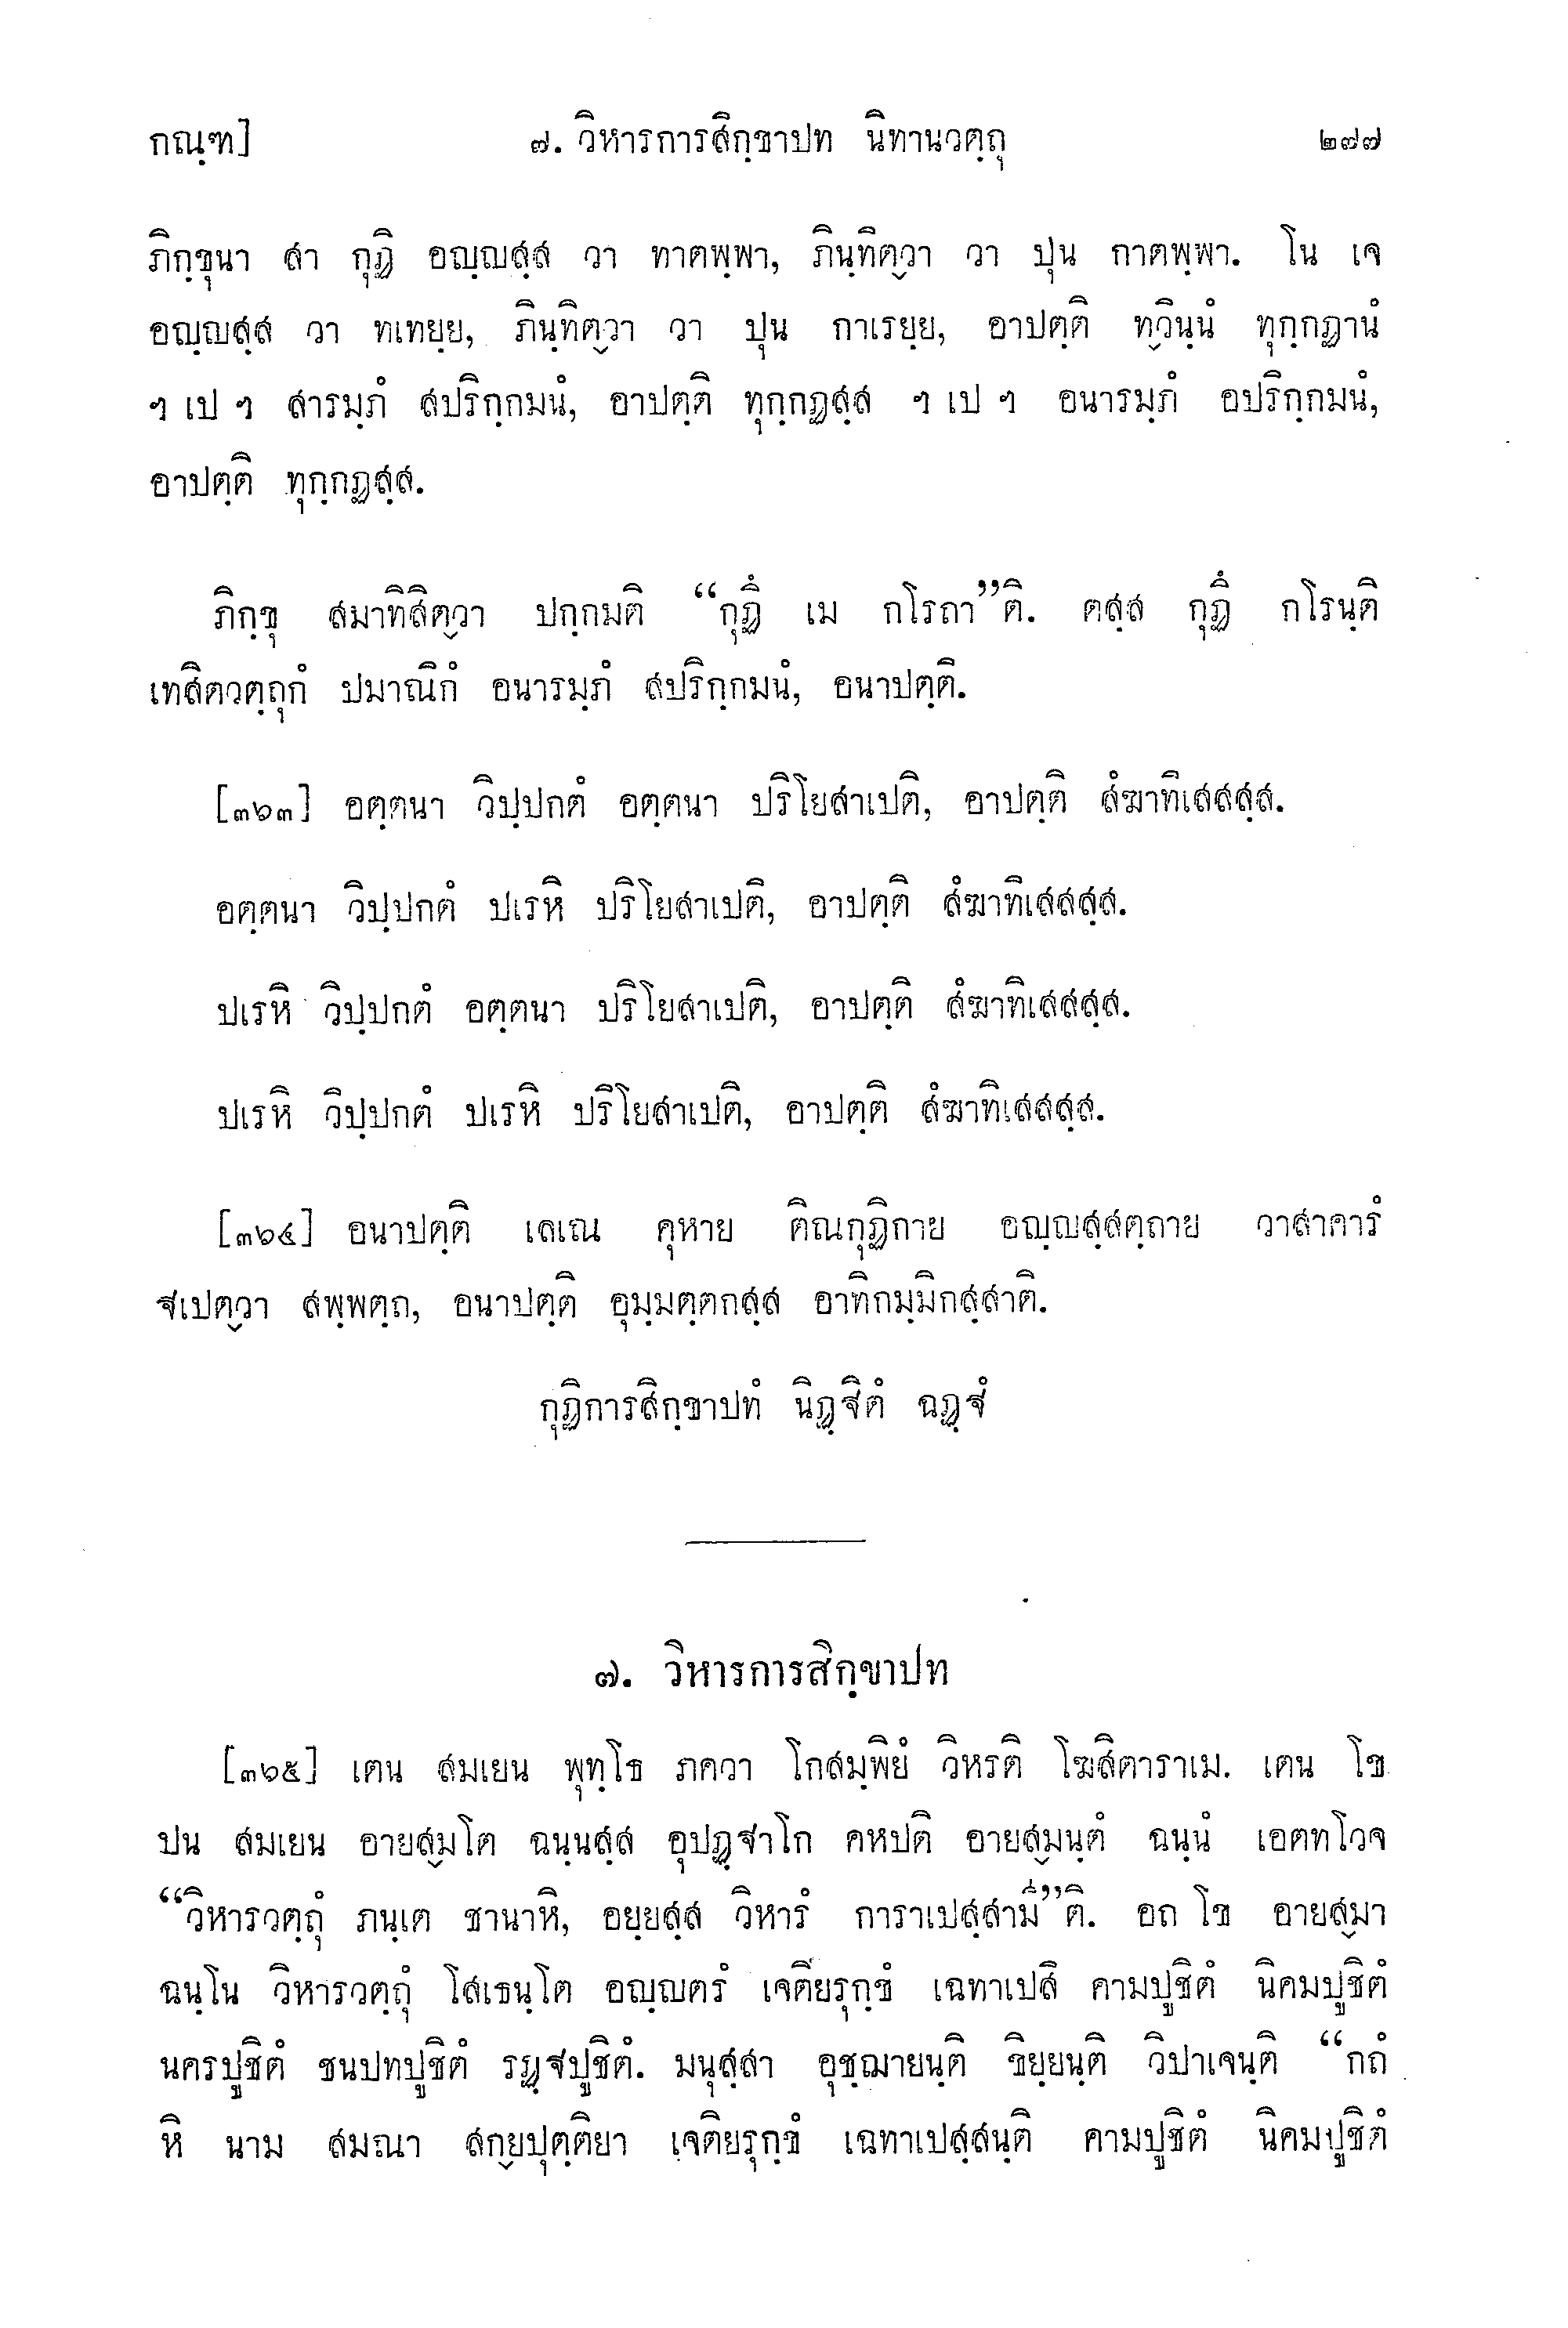 กณฺฑ] ๗. วิหารการสิกฺขาปท นิทานวตฺถุ ๒๗๗
ภิกฺขุนา สา กุฏิ อญฺญสฺส วา ทาตพฺพา, ภินฺทิตฺวา วา ปุน กาตพฺพา. โน เจ
อญฺญสฺส วา ทเทยฺย, ภินฺทิตฺวา วา ปุน กาเรยฺย, อาปตฺติ ทฺวินฺนํ ทุกฺกฏานํ
ฯ เป ฯ สารมฺภํ สปริกฺกมนํ, อาปตฺติ ทุกฺกฏสฺส ฯ เป ฯ อนารมฺภํ อปริกฺกมนํ,
อาปตฺติ ทุกฺกฏสฺส.
ภิกฺขุ สมาทิสิตฺวา ปกฺกมติ “กุฏึ เม กโรถา”ติ. ตสฺส กุฏึ กโรนฺติ
เทสิตวตฺถุกํ ปมาณิกํ อนารมฺภํ สปริกฺกมนํ, อนาปตฺติ.
[๓๖๓] อตฺตนา วิปฺปกตํ อตฺตนา ปริโยสาเปติ, อาปตฺติ สํฆาทิเสสสฺส.
อตฺตนา วิปฺปกตํ ปเรหิ ปริโยสาเปติ, อาปตฺติ สํฆาทิเสสสฺส.
ปเรหิ วิปฺปกตํ อตฺตนา ปริโยสาเปติ, อาปตฺติ สํฆาทิเสสสฺส.
ปเรหิ วิปฺปกตํ ปเรหิ ปริโยสาเปติ, อาปตฺติ สํฆาทิเสสสฺส.
[๓๖๔] อนาปตฺติ เลเณ คุหาย ติณกุฏิกาย อญฺญสฺสตฺถาย วาสาคารํ
ฐเปตฺวา สพฺพตฺถ, อนาปตฺติ อุมฺมตฺตกสฺส อาทิกมฺมิกสฺสาติ.
กุฏิการสิกฺขาปทํ นิฏฺฐิตํ ฉฏฺฐํ
๗. วิหารการสิกฺขาปท
[๓๖๕] เตน สมเยน พุทฺโธ ภควา โกสมฺพิยํ วิหรติ โฆสิตาราเม. เตน โข
ปน สมเยน อายสฺมโต ฉนฺนสฺส อุปฏฺฐาโก คหปติ อายสฺมนฺตํ ฉนฺนํ เอตทโวจ
“วิหารวตฺถุํ ภนฺเต ชานาหิ, อยฺยสฺส วิหารํ การาเปสฺสามี”ติ. อถ โข อายสฺมา
ฉนฺโน วิหารวตฺถุํ โสเธนฺโต อญฺญตรํ เจติยรุกฺขํ เฉทาเปสิ คามปูชิตํ นิคมปูชิตํ
นครปูชิตํ ชนปทปูชิตํ รฏฺฐปูชิตํ. มนุสฺสา อุชฺฌายนฺติ ขิยฺยนฺติ วิปาเจนฺติ “กถํ
หิ นาม สมณา สกฺยปุตฺติยา เจติยรุกฺขํ เฉทาเปสฺสนฺติ คามปูชิตํ นิคมปูชิตํ